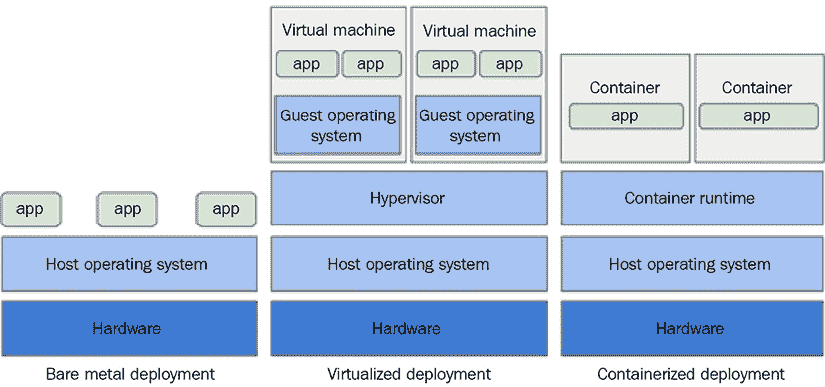 Virtual machine
Virtual machine
app
app
app
app
Guest operating
system
Guest operating
system
Container
Container
app
app
app
app
app
Hypervisor
Container runtime
Host operating system
Host operating system
Host operating system
Hardware
Hardware
Hardware
Bare metal deployment
Virtualized deployment
Containerized deployment